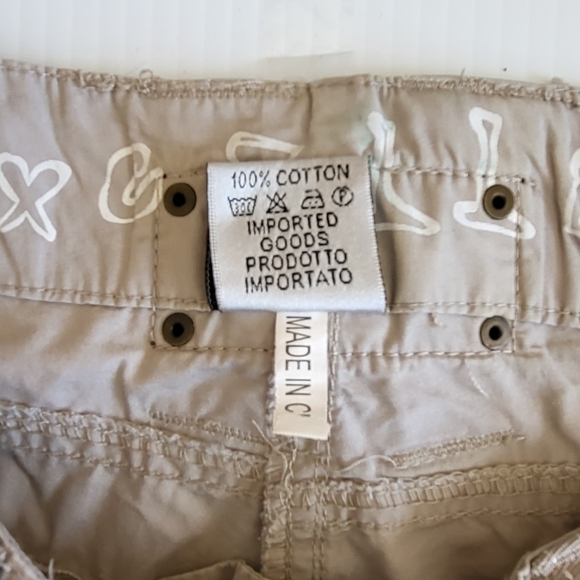 100% COTTON
IMPORTED
GOODS
PRODOTTO
IMPORTATO
MADE IN C